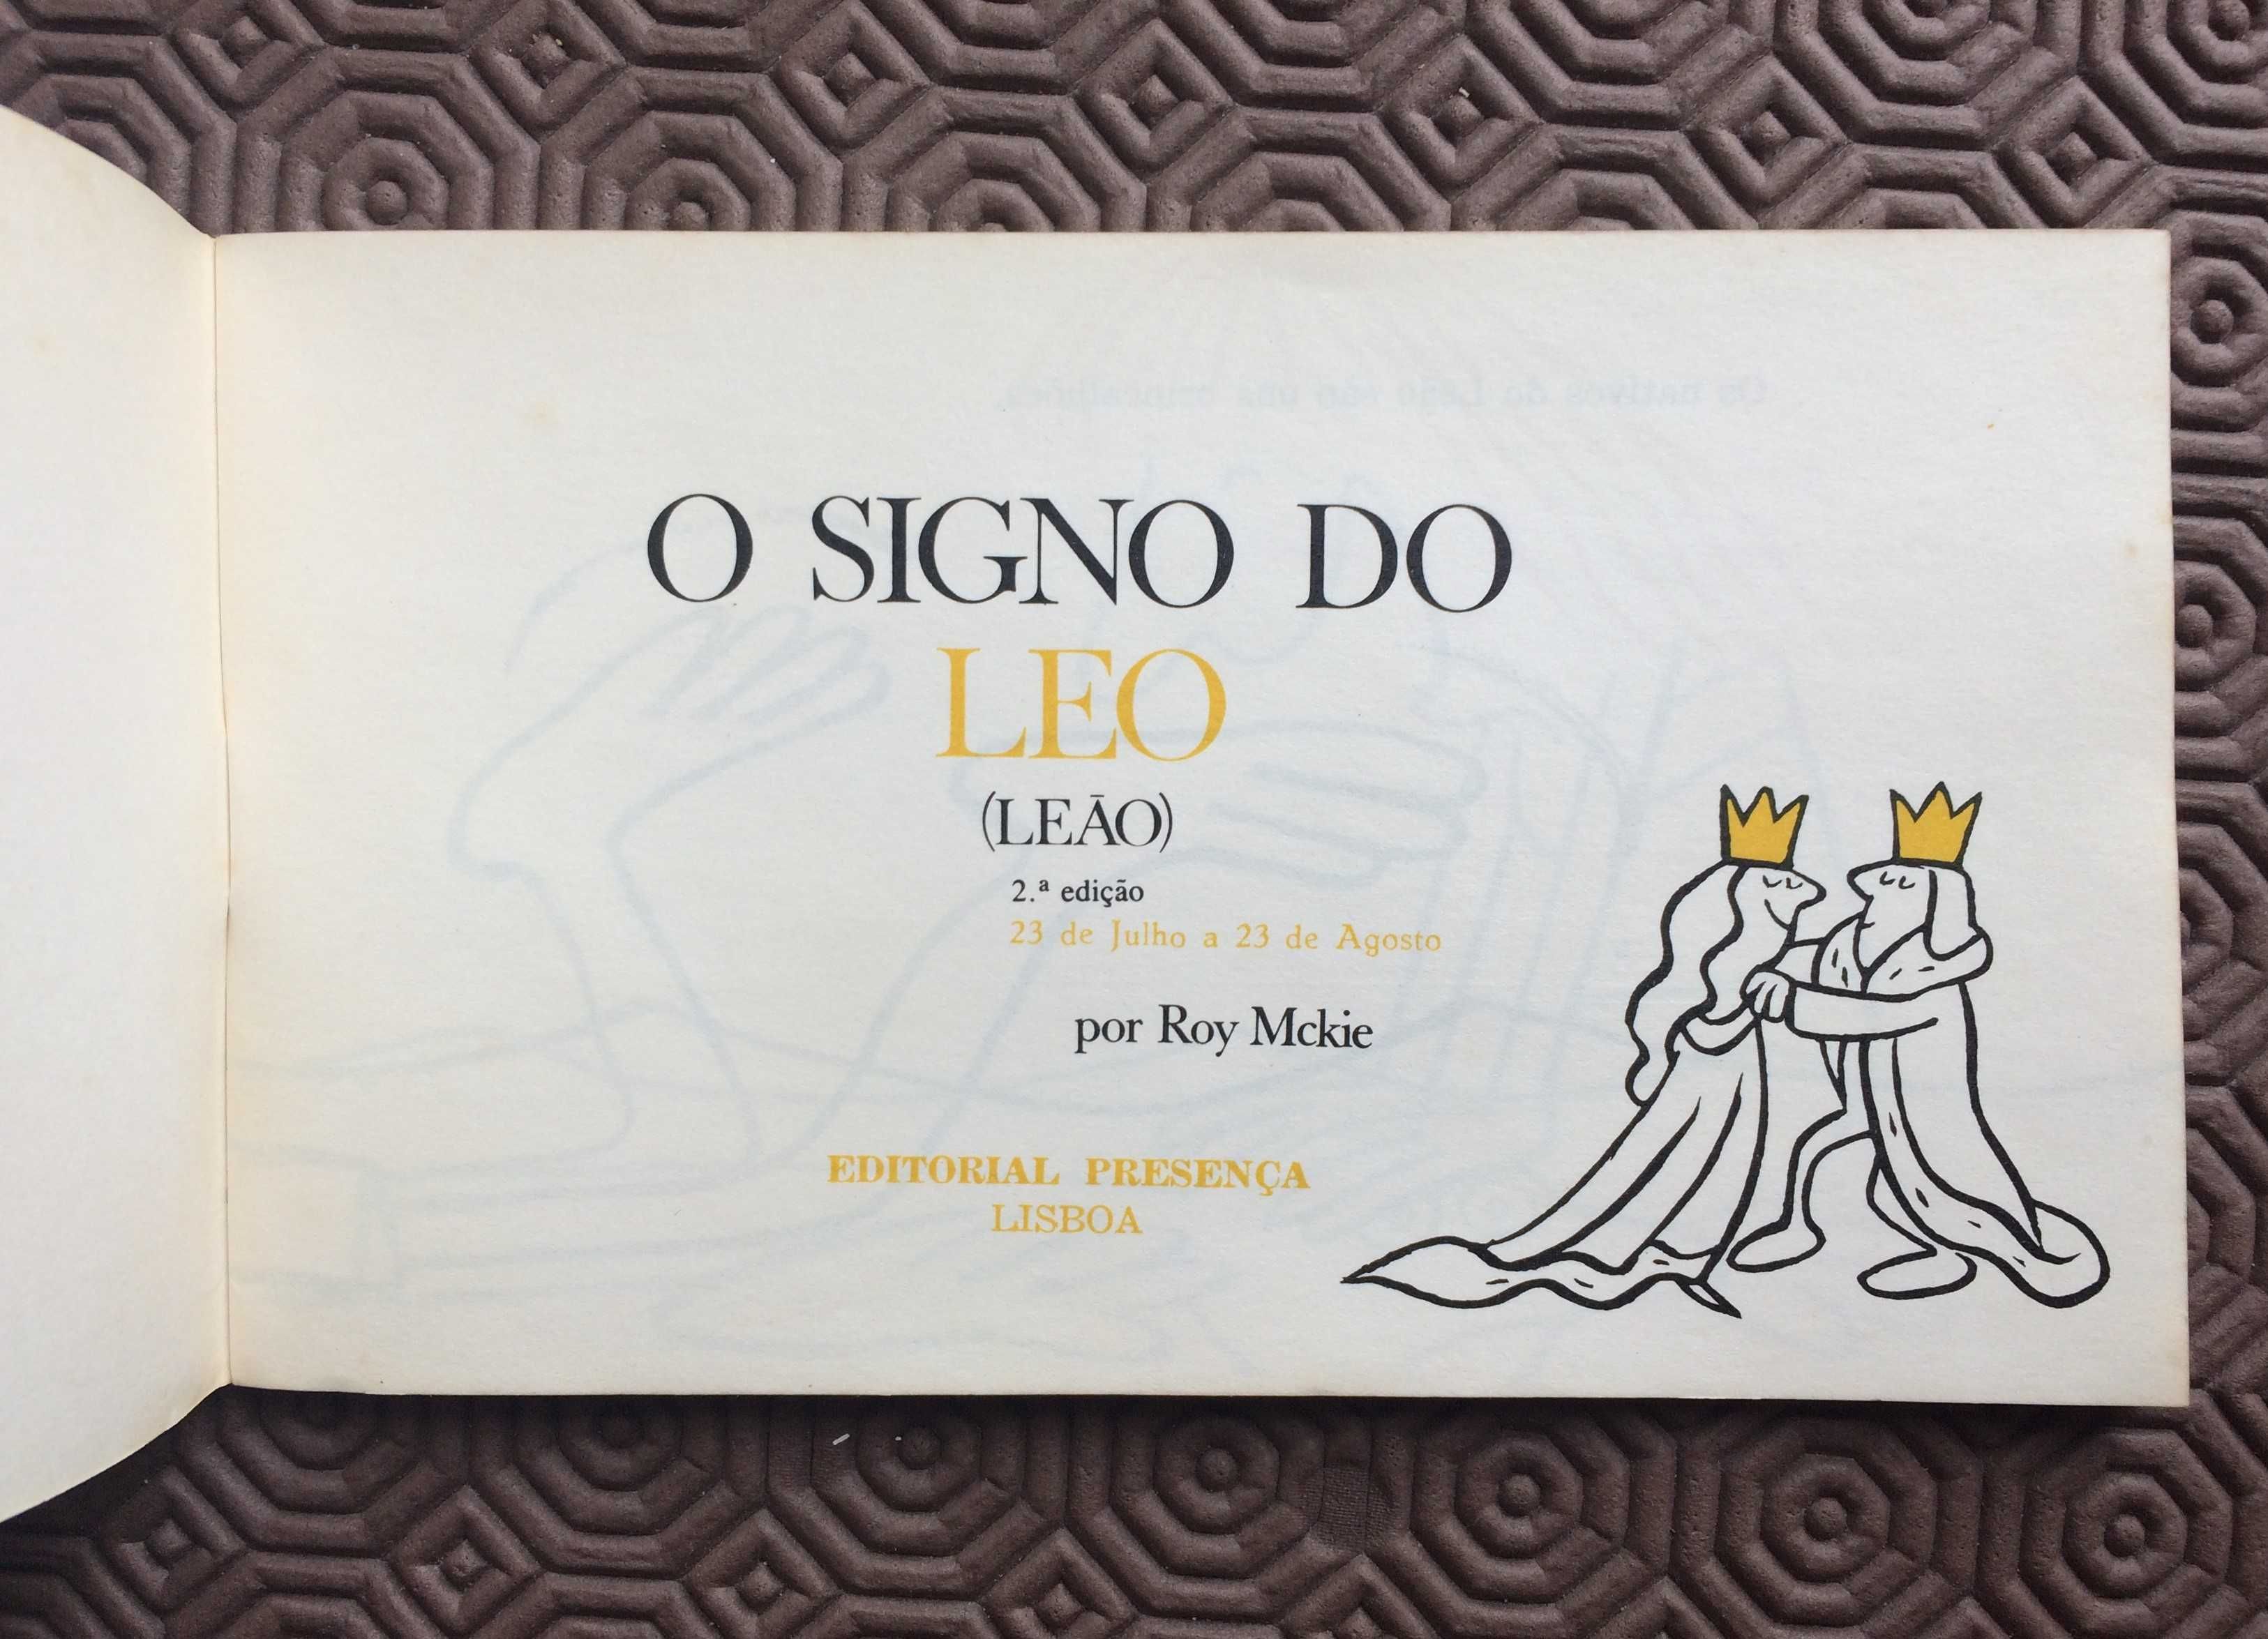 O SIGNO DO
LEO
(LEÃO)
2.ª edição
23 de Julho a 23 de Agosto
por Roy Mckie
EDITORIAL PRESENÇA
LISBOA